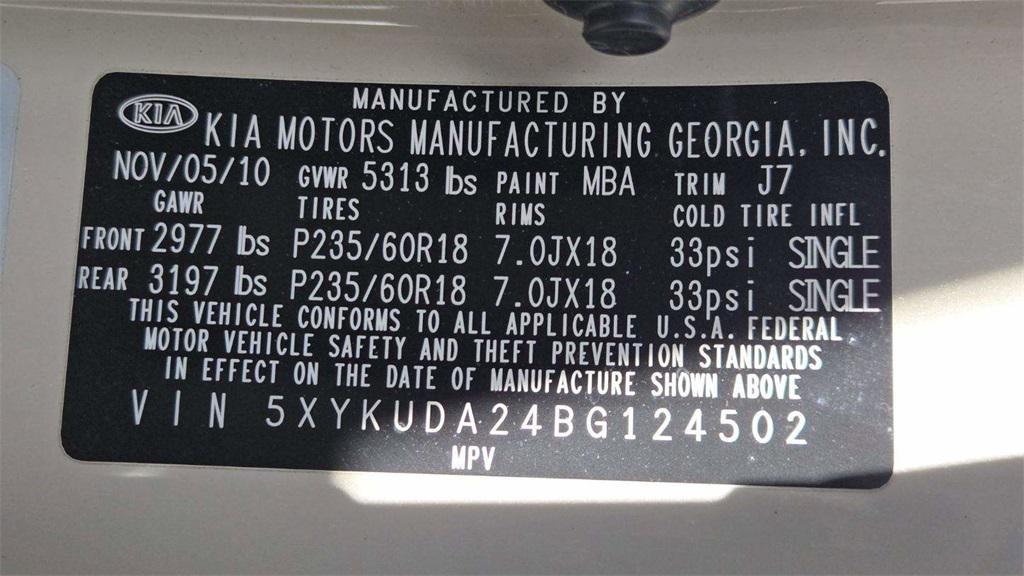 MANUFACTURED BY
KIA KIA MOTORS MANUFACTURING GEORGIA, INC.
NOV/05/10 GVWR 5313 lbs PAINT MBA TRIM J7
GAWR TIRES RIMS COLD TIRE INFL
FRONT 2977 lbs P235/60R18 7.0JX18 33psi SINGLE
REAR 3197 lbs P235/60R18 7.0JX18 33psi SINGLE
THIS VEHICLE CONFORMS TO ALL APPLICABLE U.S.A. FEDERAL
MOTOR VEHICLE SAFETY AND THEFT PREVENTION STANDARDS
IN EFFECT ON THE DATE OF MANUFACTURE SHOWN ABOVE
VIN 5XYKUDA24BG124502
MPV